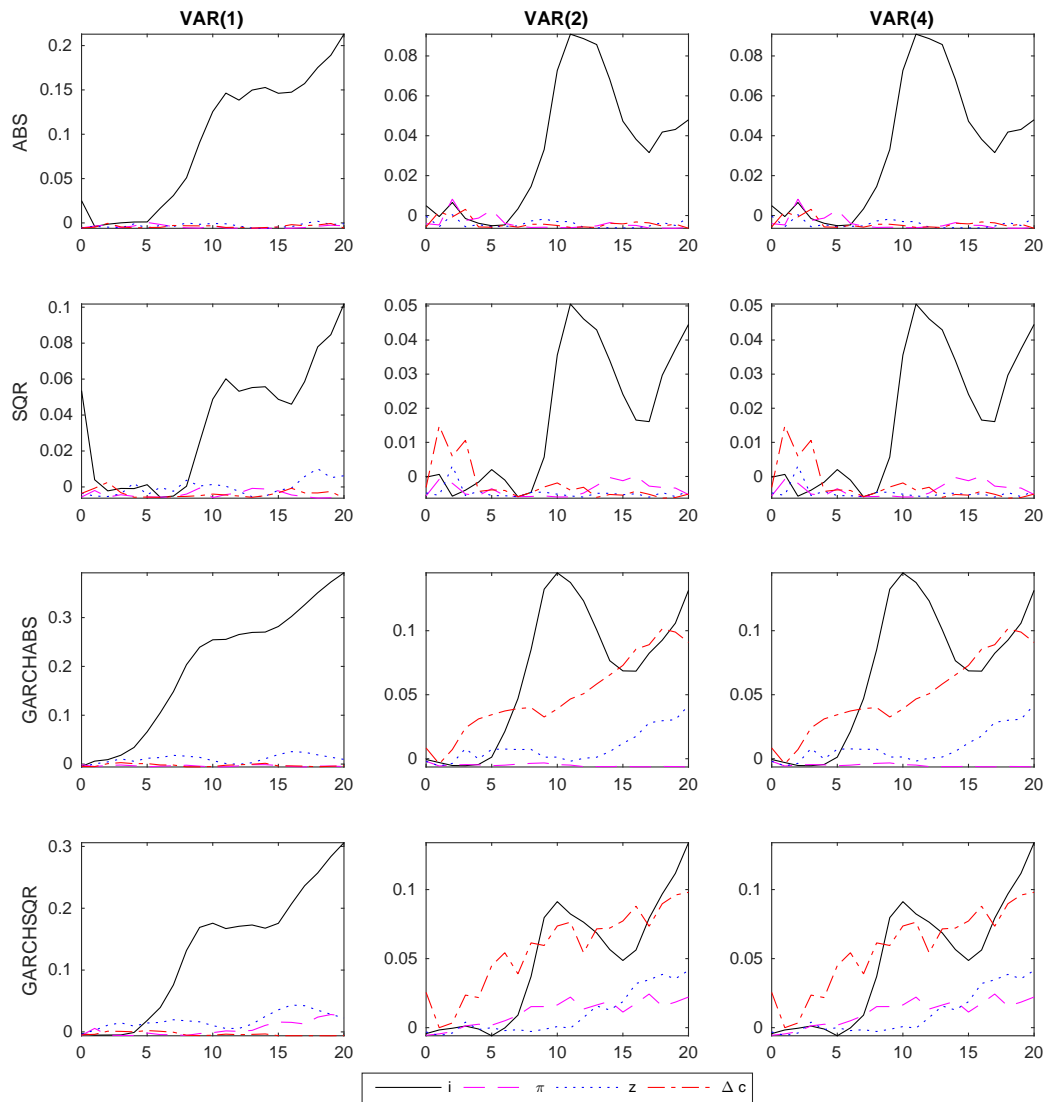 VAR(1) VAR(2) VAR(4)
ABS
0.2 0.15 0.1 0.05 0
0 5 10 15 20
0.08 0.06 0.04 0.02 0
0 5 10 15 20
0.08 0.06 0.04 0.02 0
0 5 10 15 20
SQR
0.1 0.08 0.06 0.04 0.02 0
0 5 10 15 20
0.05 0.04 0.03 0.02 0.01 0
0 5 10 15 20
0.05 0.04 0.03 0.02 0.01 0
0 5 10 15 20
GARCHABS
0.3 0.2 0.1 0
0 5 10 15 20
0.1 0.05 0
0 5 10 15 20
0.1 0.05 0
0 5 10 15 20
GARCHSQR
0.3 0.2 0.1 0
0 5 10 15 20
0.1 0.05 0
0 5 10 15 20
0.1 0.05 0
0 5 10 15 20
i π z Δ c